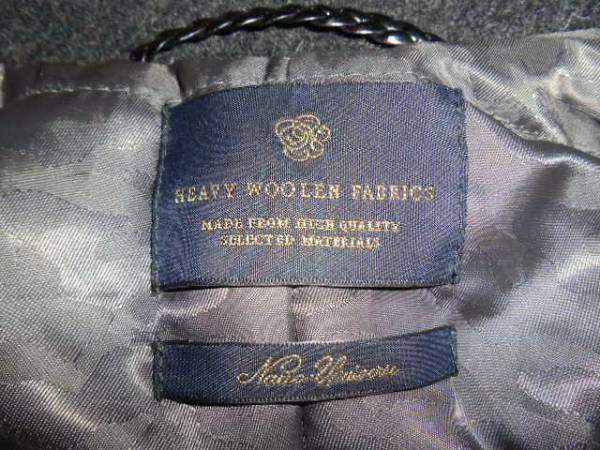 HEAVY WOOLEN FABRICS
MADE FROM HIGH QUALITY
SELECTED MATERIALS
Nano·Universe